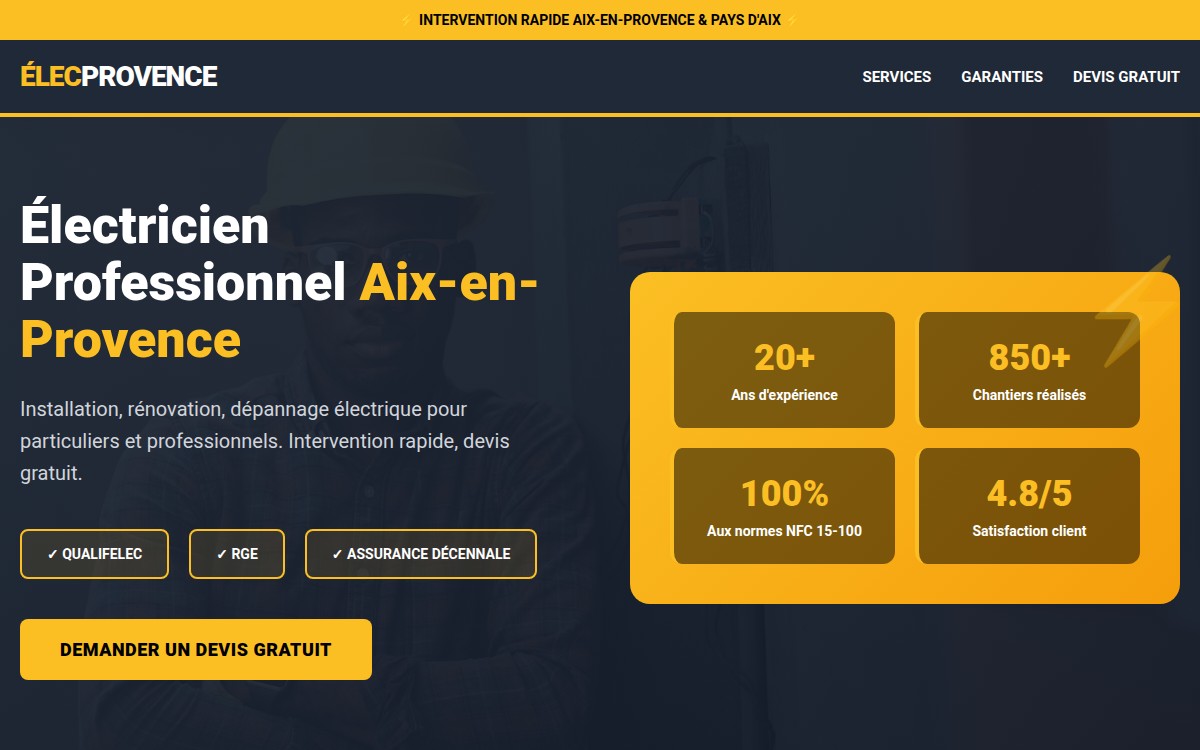 ⚡ INTERVENTION RAPIDE AIX-EN-PROVENCE & PAYS D'AIX ⚡
ÉLECPROVENCE
SERVICES GARANTIES DEVIS GRATUIT
Électricien
Professionnel Aix-en-
Provence
Installation, rénovation, dépannage électrique pour
particuliers et professionnels. Intervention rapide, devis
gratuit.
✓ QUALIFELEC
✓ RGE
✓ ASSURANCE DÉCENNALE
DEMANDER UN DEVIS GRATUIT
20+
Ans d'expérience
850+
Chantiers réalisés
100%
Aux normes NFC 15-100
4.8/5
Satisfaction client